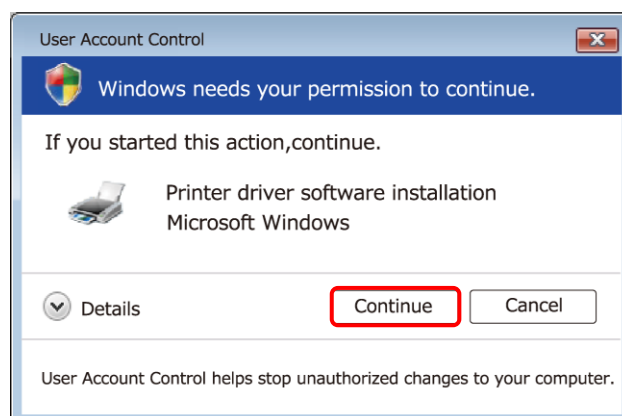 User Account Control
Windows needs your permission to continue.
If you started this action,continue.
Printer driver software installation
Microsoft Windows
Details
Continue
Cancel
User Account Control helps stop unauthorized changes to your computer.